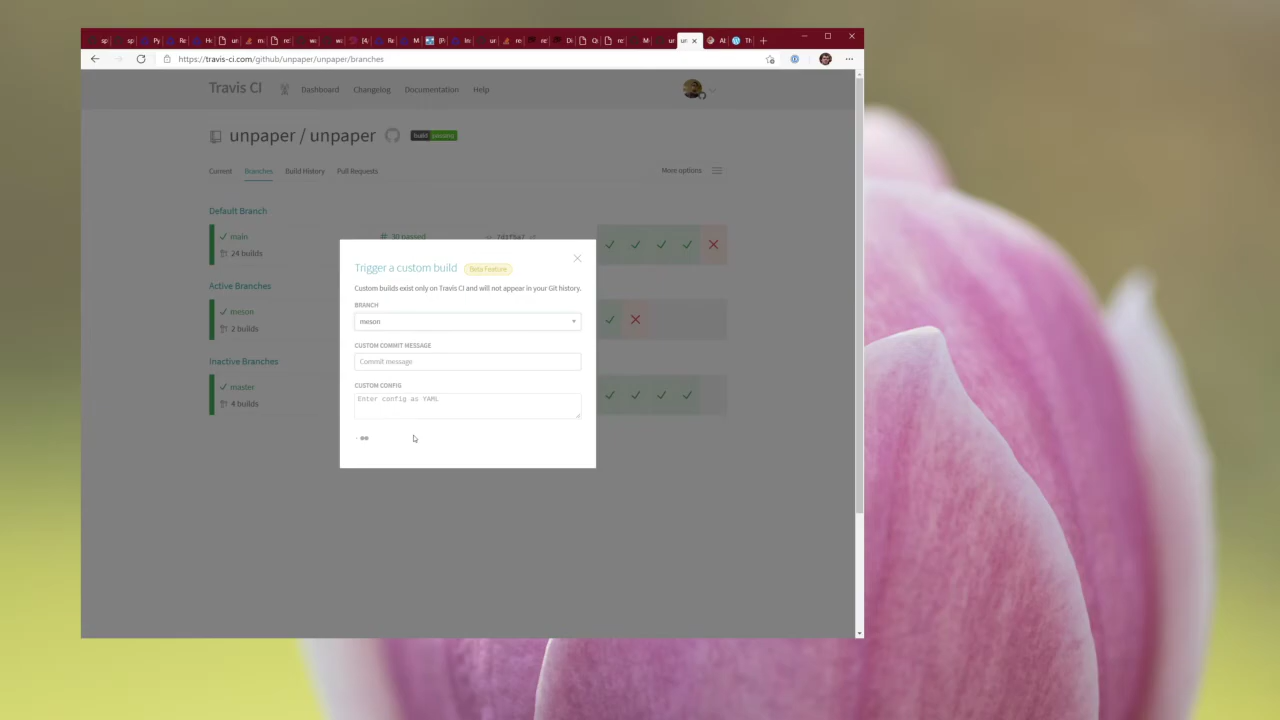 https://travis-ci.com/github/unpaper/unpaper/branches
Travis CI Dashboard Changelog Documentation Help
unpaper / unpaper build passing
Current Branches Build History Pull Requests More options
Default Branch
main # 30 passed
24 builds
Active Branches
meson
2 builds
Inactive Branches
master
4 builds
Trigger a custom build Beta Feature
Custom builds exist only on Travis CI and will not appear in your Git history.
BRANCH
meson
CUSTOM COMMIT MESSAGE
Commit message
CUSTOM CONFIG
Enter config as YAML